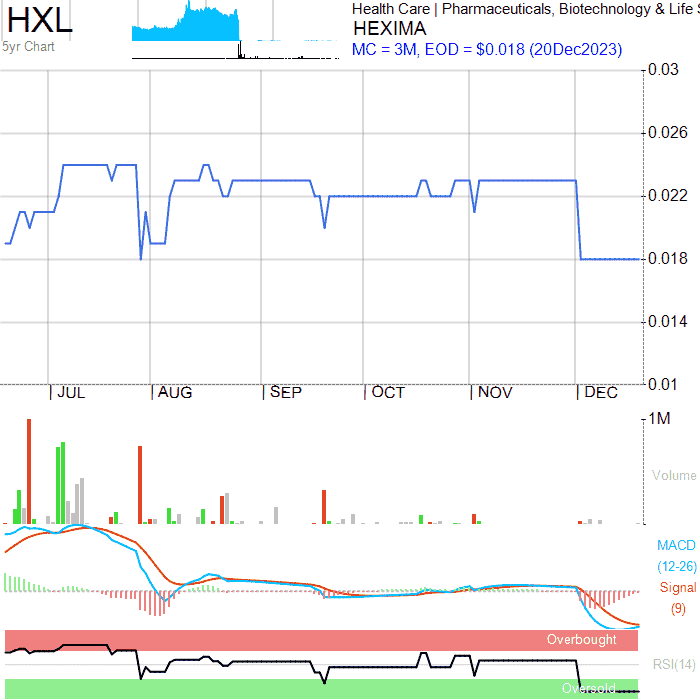 HXL
5yr Chart
Health Care | Pharmaceuticals, Biotechnology & Life S
HEXIMA
MC = 3M, EOD = $0.018 (20Dec2023)
0.03
0.026
0.022
0.018
0.014
0.01
JUL AUG SEP OCT NOV DEC
1M
Volume
MACD
(12-26)
Signal
(9)
Overbought
RSI(14)
Oversold